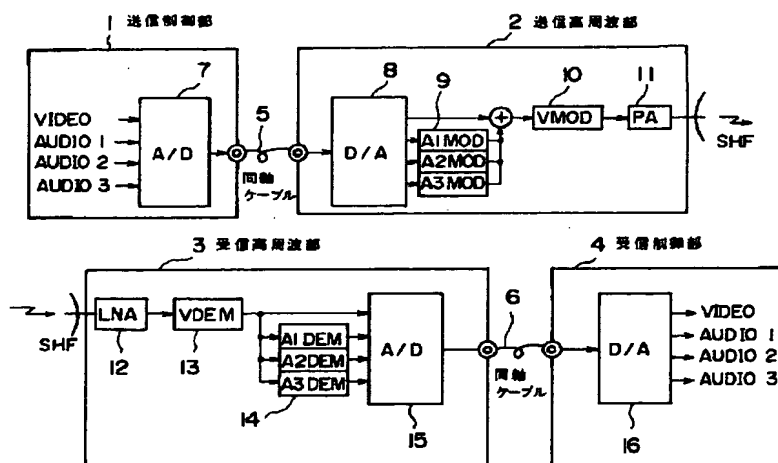 1 送信制御部
2 送信高周波部
7
8
9
10
11
VIDEO
AUDIO 1
AUDIO 2
AUDIO 3
A/D
5
同軸
ケーブル
D/A
A1 MOD
A2 MOD
A3 MOD
+
VMOD
PA
SHF
3 受信高周波部
4 受信制御部
SHF
LNA
12
VDEM
13
A1 DEM
A2 DEM
A3 DEM
14
A/D
15
6
同軸
ケーブル
D/A
16
VIDEO
AUDIO 1
AUDIO 2
AUDIO 3